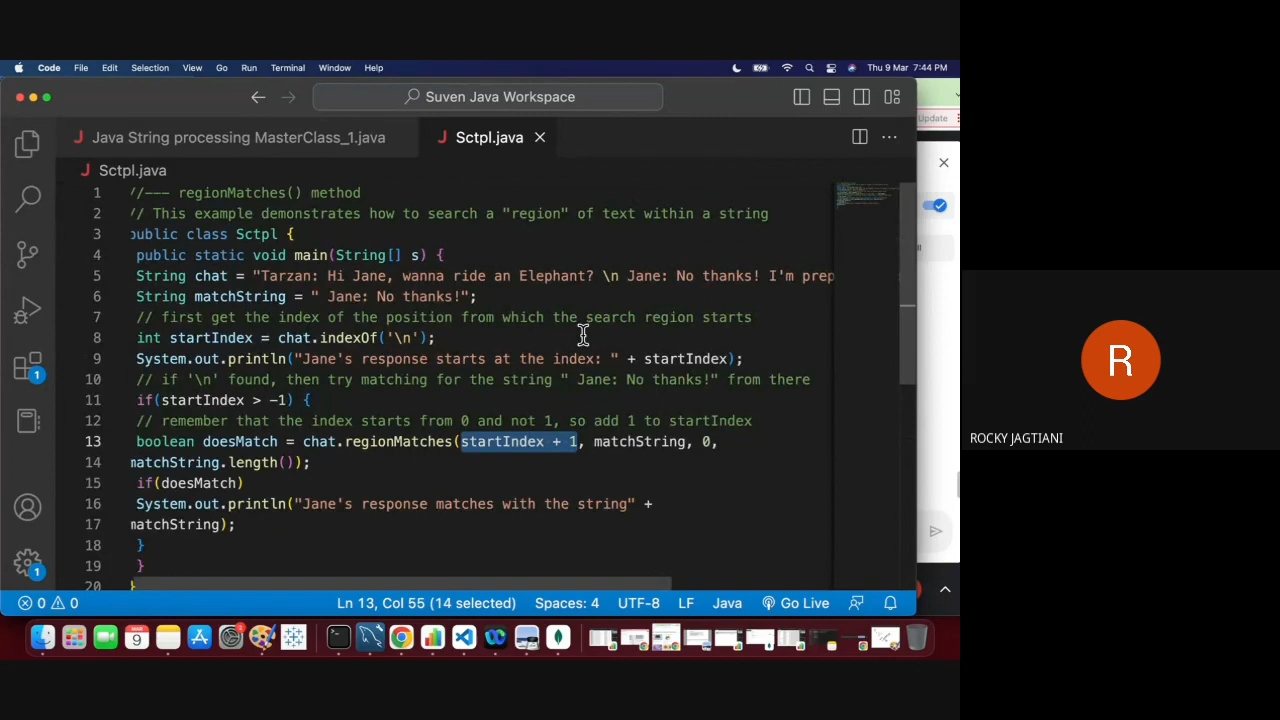 Code File Edit Selection View Go Run Terminal Window Help Thu 9 Mar 7:44 PM
Suven Java Workspace
Update
J Java String processing MasterClass_1.java J Sctpl.java
J Sctpl.java
1 //--- regionMatches() method
2 // This example demonstrates how to search a "region" of text within a string
3 public class Sctpl {
4 public static void main(String[] s) {
5 String chat = "Tarzan: Hi Jane, wanna ride an Elephant? \n Jane: No thanks! I'm prep
6 String matchString = " Jane: No thanks!";
7 // first get the index of the position from which the search region starts
8 int startIndex = chat.indexOf('\n');
9 System.out.println("Jane's response starts at the index: " + startIndex);
10 // if '\n' found, then try matching for the string " Jane: No thanks!" from there
11 if(startIndex > -1) {
12 // remember that the index starts from 0 and not 1, so add 1 to startIndex
13 boolean doesMatch = chat.regionMatches(startIndex + 1, matchString, 0,
14 matchString.length());
15 if(doesMatch)
16 System.out.println("Jane's response matches with the string" +
17 matchString);
18 }
19 }
20 }
1
1
0 0 Ln 13, Col 55 (14 selected) Spaces: 4 UTF-8 LF Java Go Live
MAR
9
2
R
ROCKY JAGTIANI